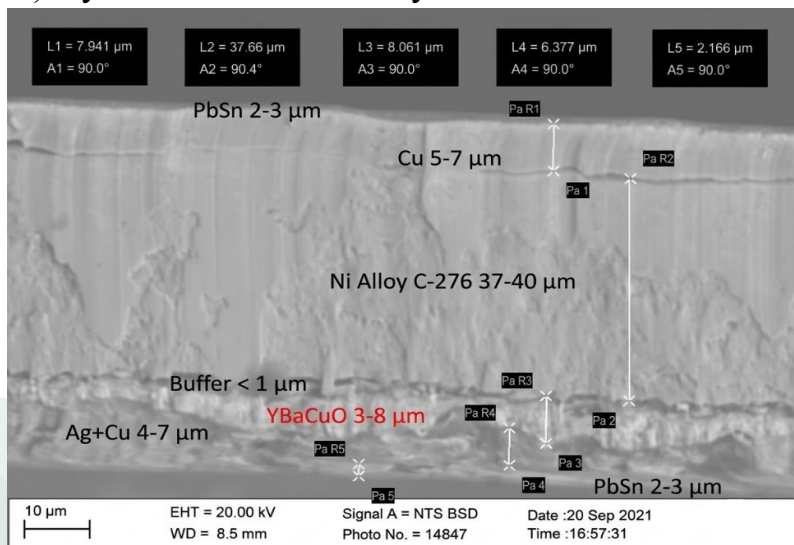 L1 = 7.941 µm
A1 = 90.0°
L2 = 37.66 µm
A2 = 90.4°
L3 = 8.061 µm
A3 = 90.0°
L4 = 6.377 µm
A4 = 90.0°
L5 = 2.166 µm
A5 = 90.0°
PbSn 2-3 µm
Pa R1
Cu 5-7 µm
Pa R2
Pa 1
Ni Alloy C-276 37-40 µm
Buffer < 1 µm
Pa R3
YBaCuO 3-8 µm
Pa R4
Pa 2
Ag+Cu 4-7 µm
Pa R5
Pa 3
Pa 4
PbSn 2-3 µm
Pa 5
10 µm
EHT = 20.00 kV
WD = 8.5 mm
Signal A = NTS BSD
Photo No. = 14847
Date :20 Sep 2021
Time :16:57:31